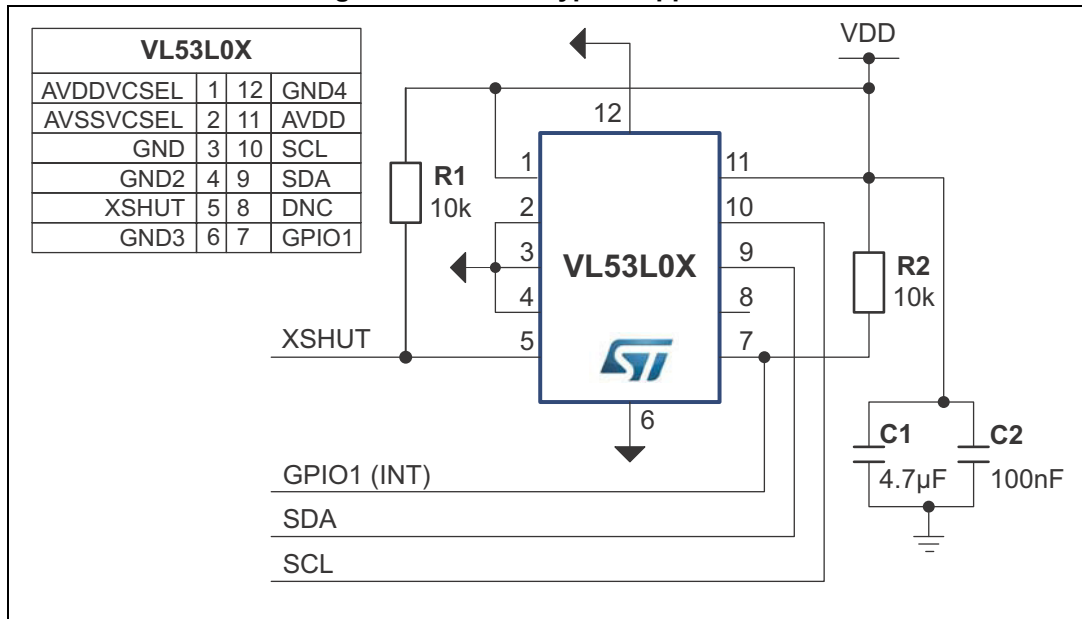 VDD
VL53L0X
AVDDVCSEL 1 12 GND4
AVSSVCSEL 2 11 AVDD
GND 3 10 SCL
GND2 4 9 SDA
XSHUT 5 8 DNC
GND3 6 7 GPIO1
12
1
11
R1
10k
2
10
3
VL53L0X
9
R2
10k
4
8
XSHUT
5
ST
7
6
C1
4.7µF
C2
100nF
GPIO1 (INT)
SDA
SCL